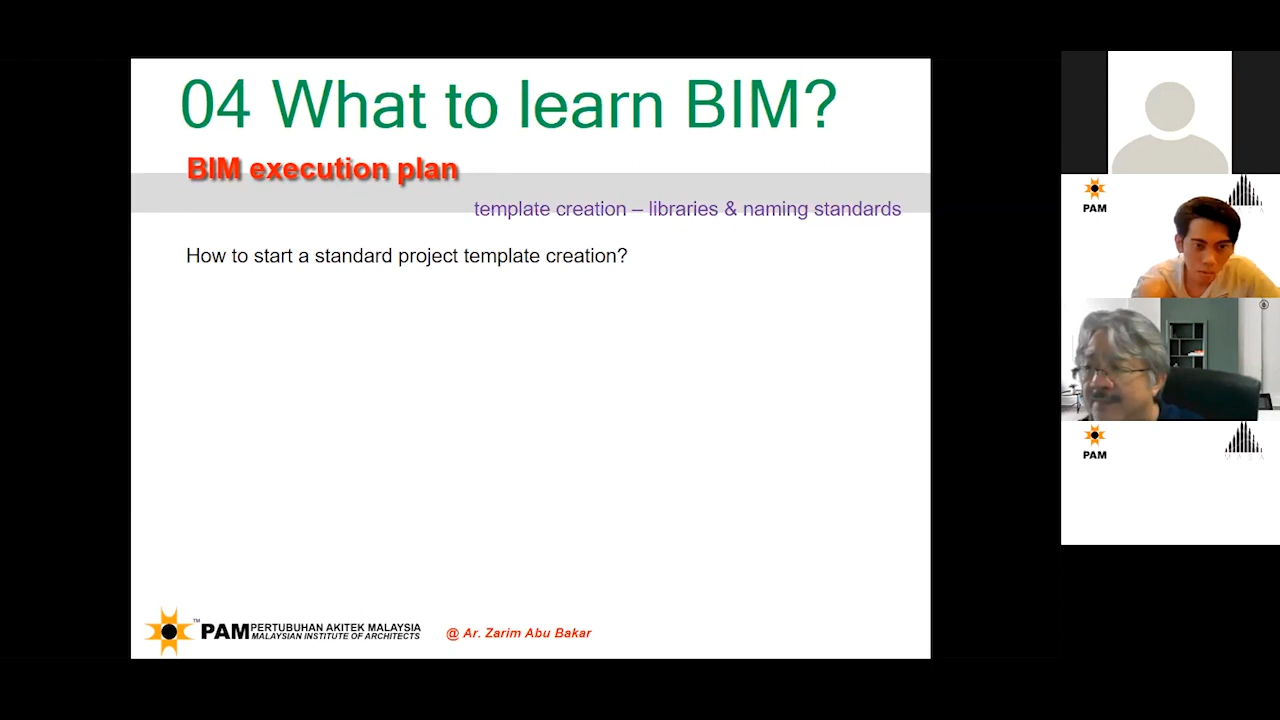 04 What to learn BIM?
BIM execution plan
template creation – libraries & naming standards
How to start a standard project template creation?
™
PAM PERTUBUHAN AKITEK MALAYSIA
MALAYSIAN INSTITUTE OF ARCHITECTS
@ Ar. Zarim Abu Bakar
PAM
PAM